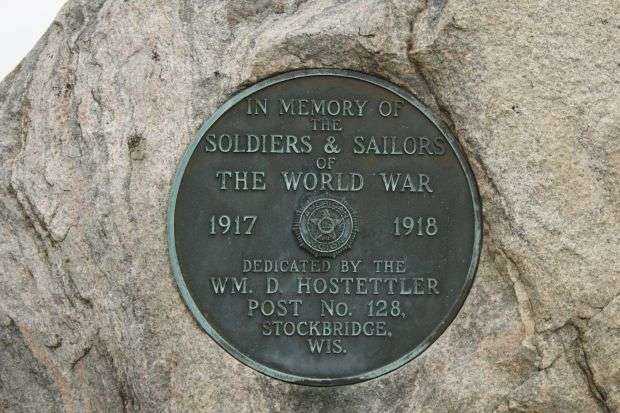 IN MEMORY OF
THE
SOLDIERS & SAILORS
OF
THE WORLD WAR
1917 1918
DEDICATED BY THE
WM. D. HOSTETTLER
POST NO. 128,
STOCKBRIDGE,
WIS.